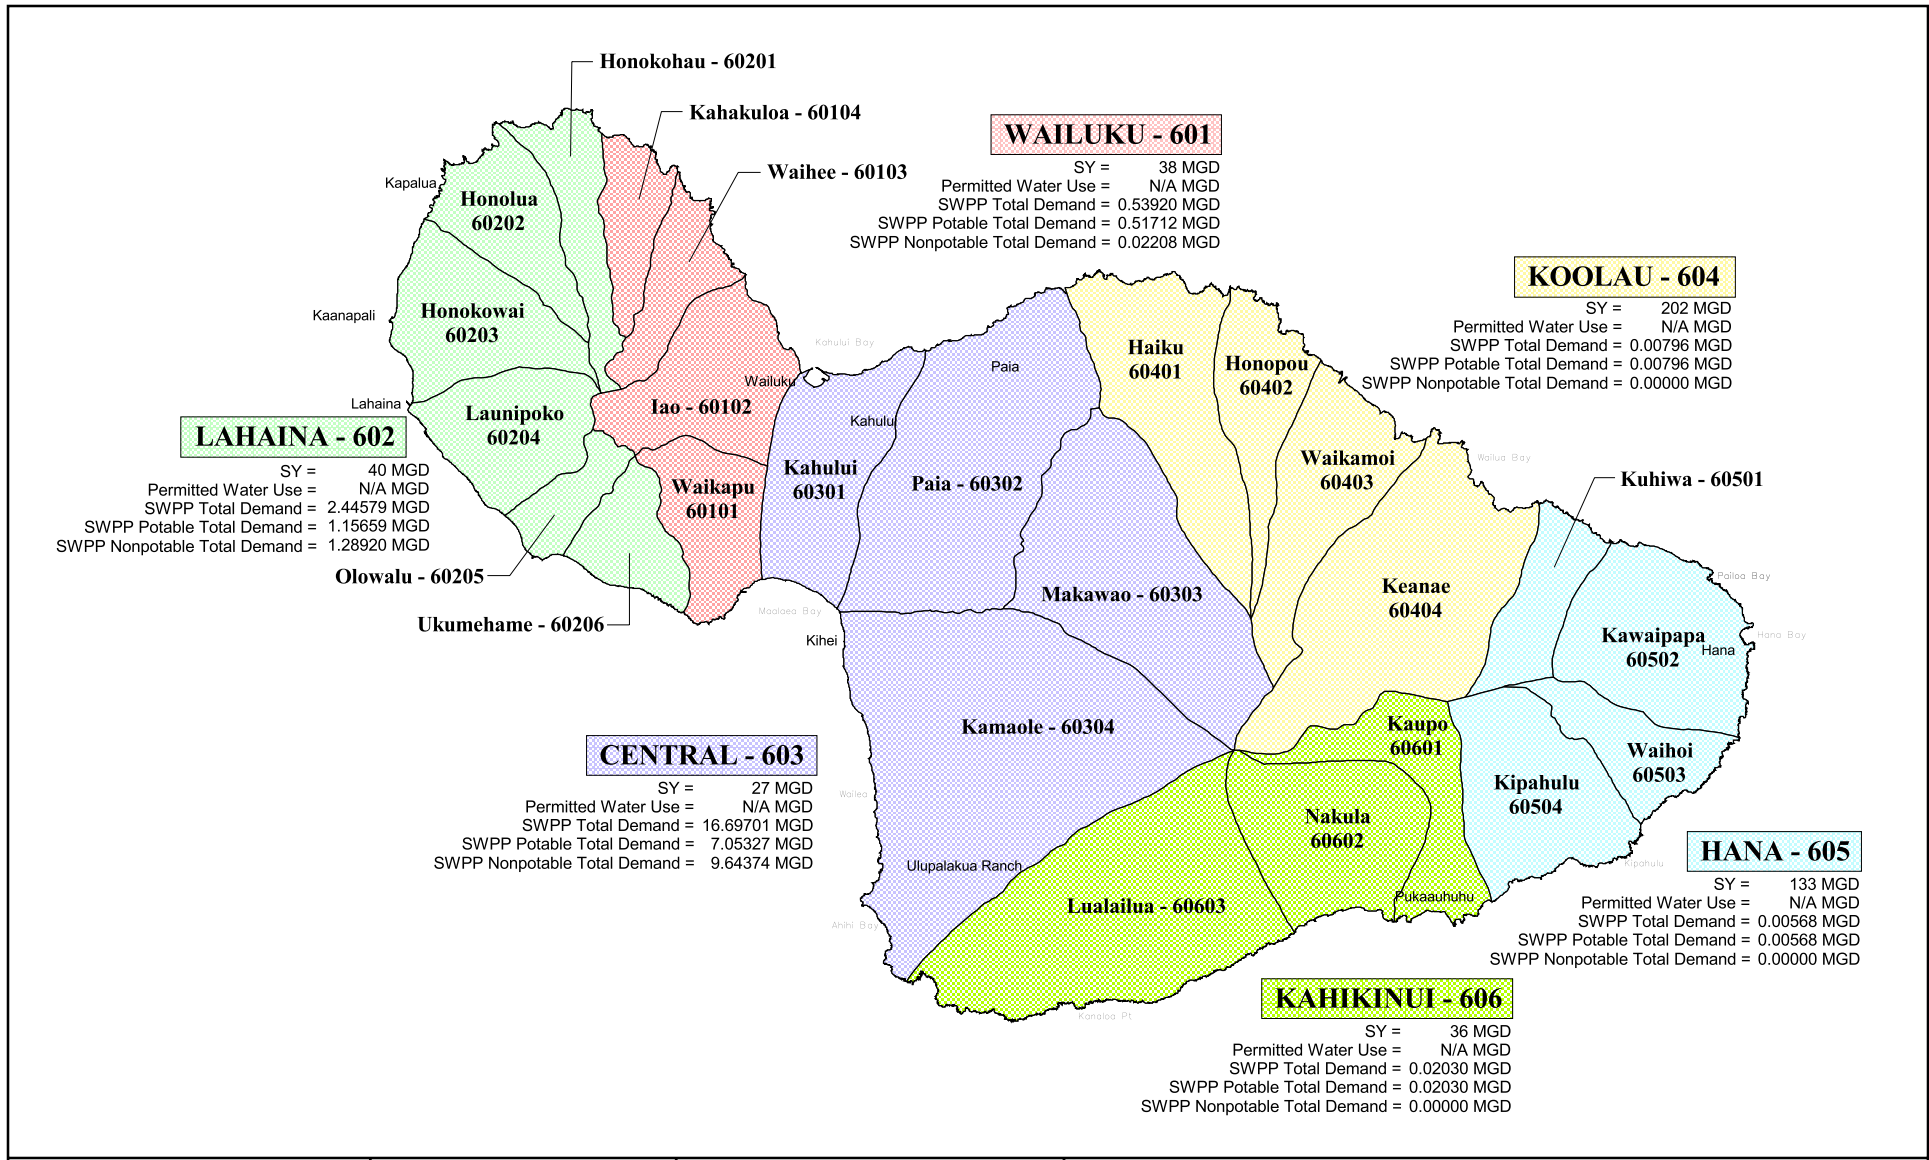 Honokohau - 60201
Kahakuloa - 60104
Waihee - 60103
WAILUKU - 601
SY = 38 MGD
Permitted Water Use = N/A MGD
SWPP Total Demand = 0.53920 MGD
SWPP Potable Total Demand = 0.51712 MGD
SWPP Nonpotable Total Demand = 0.02208 MGD
Kapalua
Honolua
60202
KOOLAU - 604
SY = 202 MGD
Permitted Water Use = N/A MGD
SWPP Total Demand = 0.00796 MGD
SWPP Potable Total Demand = 0.00796 MGD
SWPP Nonpotable Total Demand = 0.00000 MGD
Kaanapali
Honokowai
60203
Kahului Bay
Paia
Haiku
60401
Honopou
60402
Wailuku
Lahaina
Launipoko
60204
Iao - 60102
Kahului
LAHAINA - 602
SY = 40 MGD
Permitted Water Use = N/A MGD
SWPP Total Demand = 2.44579 MGD
SWPP Potable Total Demand = 1.15659 MGD
SWPP Nonpotable Total Demand = 1.28920 MGD
Waikapu
60101
Kahului
60301
Paia - 60302
Waikamoi
60403
Wailua Bay
Kuhiwa - 60501
Olowalu - 60205
Ukumehame - 60206
Maalaea Bay
Kihei
Makawao - 60303
Keanae
60404
Pailoa Bay
Kawaipapa
60502
Hana
Hana Bay
Kamaole - 60304
Kaupo
60601
Waihoi
60503
Kipahulu
60504
CENTRAL - 603
SY = 27 MGD
Permitted Water Use = N/A MGD
SWPP Total Demand = 16.69701 MGD
SWPP Potable Total Demand = 7.05327 MGD
SWPP Nonpotable Total Demand = 9.64374 MGD
Wailea
Nakula
60602
Ulupalakua Ranch
Kipahulu
Lualailua - 60603
Pukaauhuhu
Ahihi Bay
HANA - 605
SY = 133 MGD
Permitted Water Use = N/A MGD
SWPP Total Demand = 0.00568 MGD
SWPP Potable Total Demand = 0.00568 MGD
SWPP Nonpotable Total Demand = 0.00000 MGD
Kanaloa Pt
KAHIKINUI - 606
SY = 36 MGD
Permitted Water Use = N/A MGD
SWPP Total Demand = 0.02030 MGD
SWPP Potable Total Demand = 0.02030 MGD
SWPP Nonpotable Total Demand = 0.00000 MGD